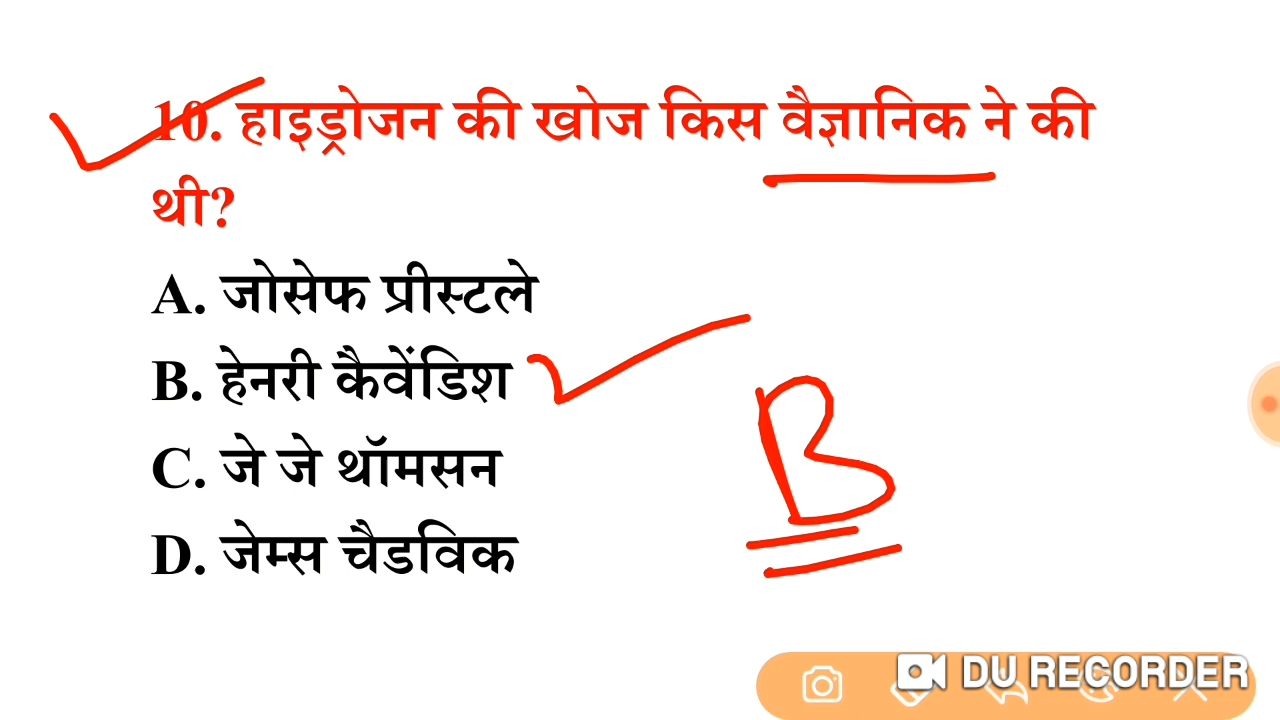 10. हाइड्रोजन की खोज किस वैज्ञानिक ने की
थी?
A. जोसेफ प्रीस्टले
B. हेनरी कैवेंडिश
C. जे जे थॉमसन
D. जेम्स चैडविक
B
DU RECORDER